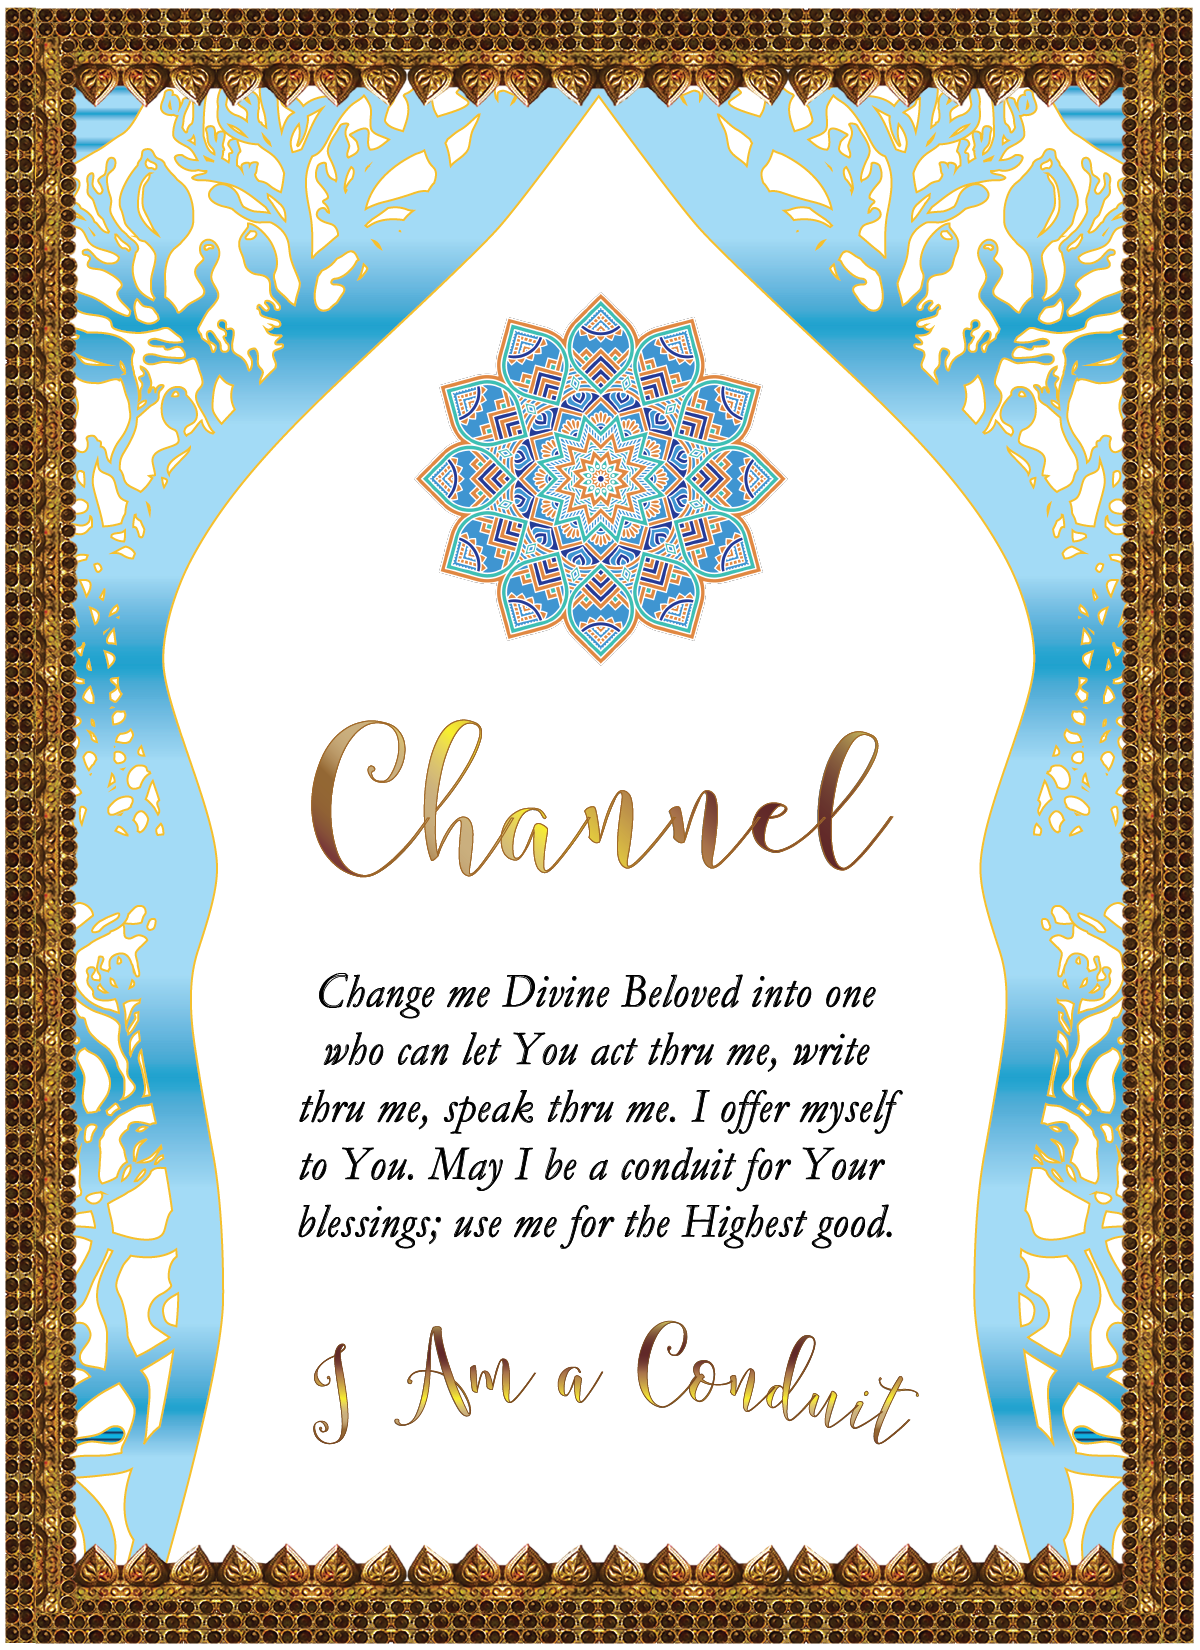 Channel
Change me Divine Beloved into one
who can let You act thru me, write
thru me, speak thru me. I offer myself
to You. May I be a conduit for Your
blessings; use me for the Highest good.
I Am a Conduit